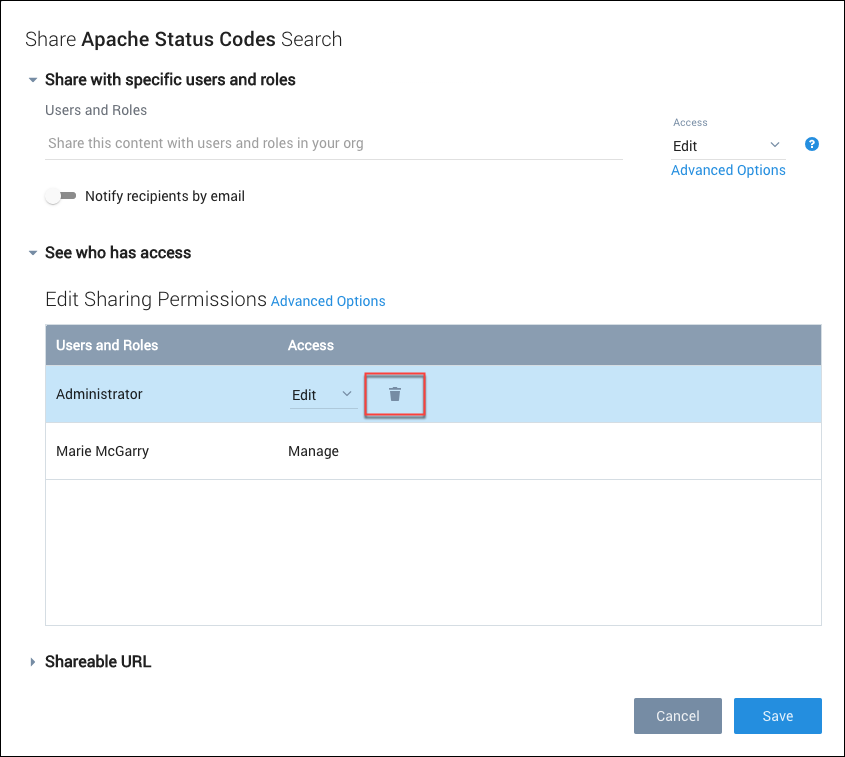 Share Apache Status Codes Search
Share with specific users and roles
Users and Roles
Share this content with users and roles in your org
Access
Edit
?
Advanced Options
Notify recipients by email
See who has access
Edit Sharing Permissions Advanced Options
Users and Roles Access
Administrator Edit
Marie McGarry Manage
Shareable URL
Cancel Save